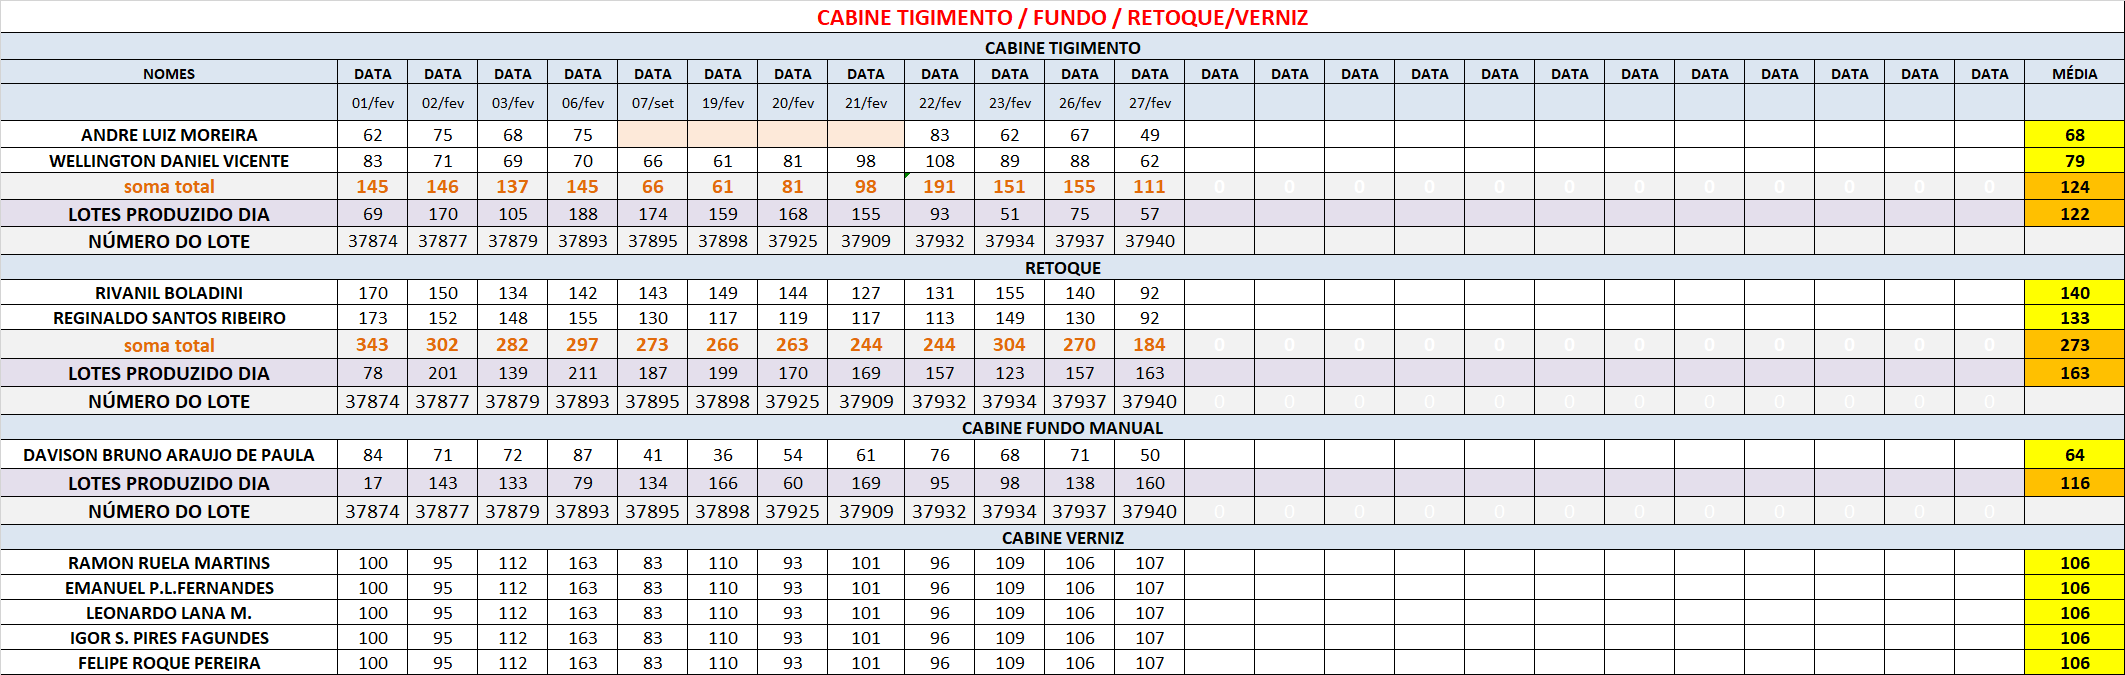 CABINE TIGIMENTO / FUNDO / RETOQUE/VERNIZ
CABINE TIGIMENTO
NOMES DATA DATA DATA DATA DATA DATA DATA DATA DATA DATA DATA DATA DATA DATA DATA DATA DATA DATA DATA DATA DATA DATA DATA DATA MÉDIA
01/fev 02/fev 03/fev 06/fev 07/set 19/fev 20/fev 21/fev 22/fev 23/fev 26/fev 27/fev
ANDRE LUIZ MOREIRA 62 75 68 75 83 62 67 49 68
WELLINGTON DANIEL VICENTE 83 71 69 70 66 61 81 98 108 89 88 62 79
soma total 145 146 137 145 66 61 81 98 191 151 155 111 0 0 0 0 0 0 0 0 0 0 0 0 124
LOTES PRODUZIDO DIA 69 170 105 188 174 159 168 155 93 51 75 57 122
NÚMERO DO LOTE 37874 37877 37879 37893 37895 37898 37925 37909 37932 37934 37937 37940
RETOQUE
RIVANIL BOLADINI 170 150 134 142 143 149 144 127 131 155 140 92 140
REGINALDO SANTOS RIBEIRO 173 152 148 155 130 117 119 117 113 149 130 92 133
soma total 343 302 282 297 273 266 263 244 244 304 270 184 0 0 0 0 0 0 0 0 0 0 0 0 273
LOTES PRODUZIDO DIA 78 201 139 211 187 199 170 169 157 123 157 163 163
NÚMERO DO LOTE 37874 37877 37879 37893 37895 37898 37925 37909 37932 37934 37937 37940 0 0 0 0 0 0 0 0 0 0 0 0
CABINE FUNDO MANUAL
DAVISON BRUNO ARAUJO DE PAULA 84 71 72 87 41 36 54 61 76 68 71 50 64
LOTES PRODUZIDO DIA 17 143 133 79 134 166 60 169 95 98 138 160 116
NÚMERO DO LOTE 37874 37877 37879 37893 37895 37898 37925 37909 37932 37934 37937 37940 0 0 0 0 0 0 0 0 0 0 0 0
CABINE VERNIZ
RAMON RUELA MARTINS 100 95 112 163 83 110 93 101 96 109 106 107 106
EMANUEL P.L.FERNANDES 100 95 112 163 83 110 93 101 96 109 106 107 106
LEONARDO LANA M. 100 95 112 163 83 110 93 101 96 109 106 107 106
IGOR S. PIRES FAGUNDES 100 95 112 163 83 110 93 101 96 109 106 107 106
FELIPE ROQUE PEREIRA 100 95 112 163 83 110 93 101 96 109 106 107 106